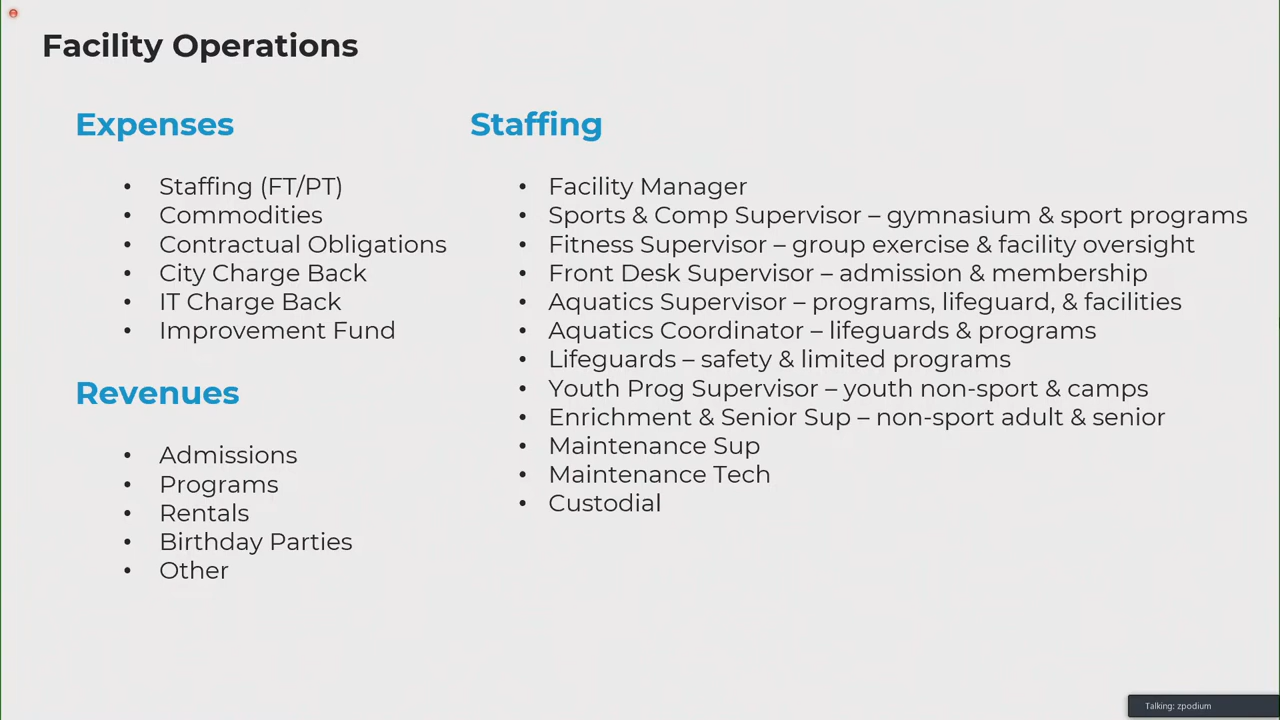 Facility Operations
Expenses
• Staffing (FT/PT)
• Commodities
• Contractual Obligations
• City Charge Back
• IT Charge Back
• Improvement Fund
Revenues
• Admissions
• Programs
• Rentals
• Birthday Parties
• Other
Staffing
• Facility Manager
• Sports & Comp Supervisor – gymnasium & sport programs
• Fitness Supervisor – group exercise & facility oversight
• Front Desk Supervisor – admission & membership
• Aquatics Supervisor – programs, lifeguard, & facilities
• Aquatics Coordinator – lifeguards & programs
• Lifeguards – safety & limited programs
• Youth Prog Supervisor – youth non-sport & camps
• Enrichment & Senior Sup – non-sport adult & senior
• Maintenance Sup
• Maintenance Tech
• Custodial
Talking: zpodium